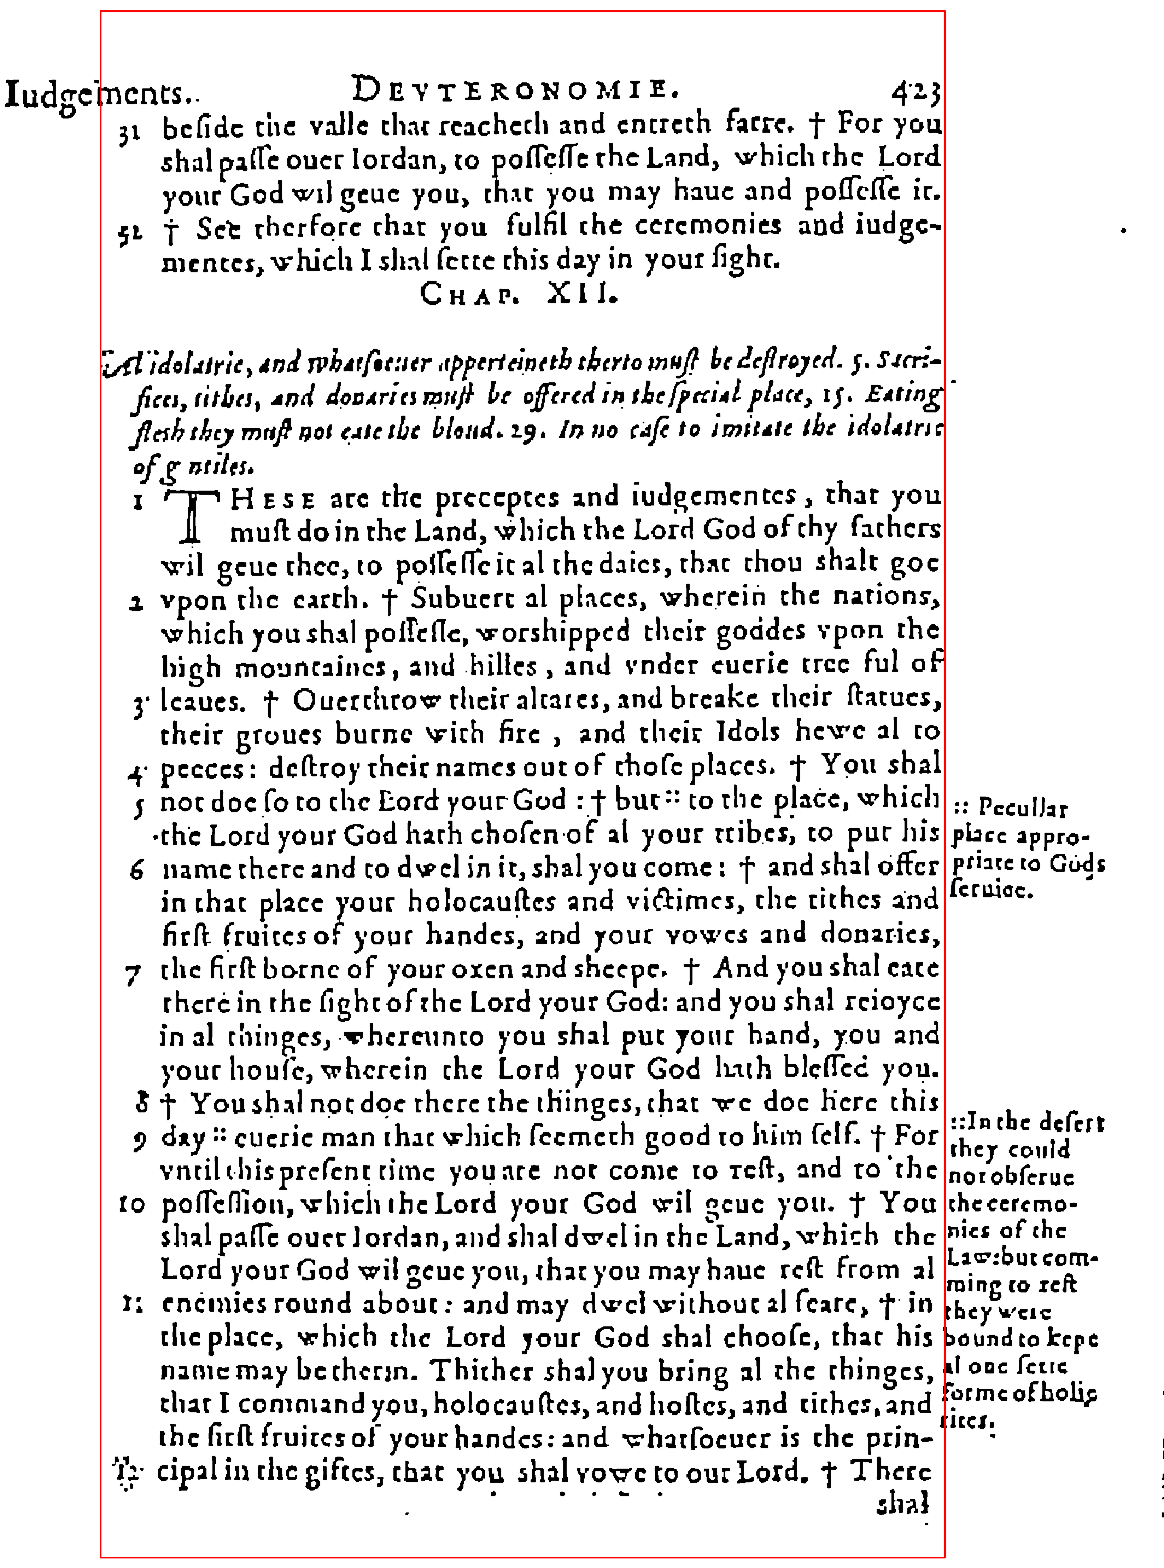 Iudgements.. DEVTERONOMIE. 423
31 beſide the valle that reacheth and entreth farre. † For you
shal paſſe ouer Iordan, to poſſeſſe the Land, which the Lord
your God wil geue you, that you may haue and poſſeſſe it.
32 † See therfore that you fulfil the ceremonies and iudge-
mentes, which I shal ſette this day in your ſight.
CHAP. XII.
Al idolatrie, and whatſoeuer apperteineth therto muſt be deſtroyed. 5. Sacri-
fices, tithes, and donaries muſt be offered in the ſpecial place, 15. Eating
flesh they muſt not eate the bloud. 29. In no caſe to imitate the idolatrie
of g ntiles.
1 THESE are the preceptes and iudgementes, that you
muſt do in the Land, which the Lord God of thy fathers
wil geue thee, to poſſeſſe it al the daies, that thou shalt goe
2 vpon the earth. † Subuert al places, wherein the nations,
which you shal poſſeſſe, worshipped their goddes vpon the
high mountaines, and hilles, and vnder euerie tree ful of
3 leaues. † Ouerthrow their altares, and breake their ſtatues,
their groues burne with fire, and their Idols hewe al to
4 peeces: deſtroy their names out of thoſe places. † You shal
5 not doe ſo to the Lord your God: † but :: to the place, which
the Lord your God hath choſen of al your tribes, to put his
6 name there and to dwel in it, shal you come: † and shal offer
in that place your holocauſtes and victimes, the tithes and
firſt fruites of your handes, and your vowes and donaries,
7 the firſt borne of your oxen and sheepe. † And you shal eate
there in the ſight of the Lord your God: and you shal reioyce
in al thinges, whereunto you shal put your hand, you and
your houſe, wherein the Lord your God hath bleſſed you.
8 † You shal not doe there the thinges, that we doe here this
9 day :: euerie man that which ſeemeth good to him ſelf. † For
vntil this preſent time you are not come to reſt, and to the
10 poſſeſſion, which the Lord your God wil geue you. † You
shal paſſe ouer Iordan, and shal dwel in the Land, which the
Lord your God wil geue you, that you may haue reſt from al
11 enemies round about: and may dwel without al feare, † in
the place, which the Lord your God shal chooſe, that his
name may be therin. Thither shal you bring al the thinges,
that I command you, holocauſtes, and hoſtes, and tithes, and
the firſt fruites of your handes: and whatſoeuer is the prin-
12 cipal in the giftes, that you shal vowe to our Lord. † There
shal
:: Peculiar
place appro-
priate to Gods
ſeruice.
:: In the deſert
they could
not obſerue
the ceremo-
nies of the
Law: but com-
ming to reſt
they were
bound to kepe
al one ſette
forme of holie
rites.